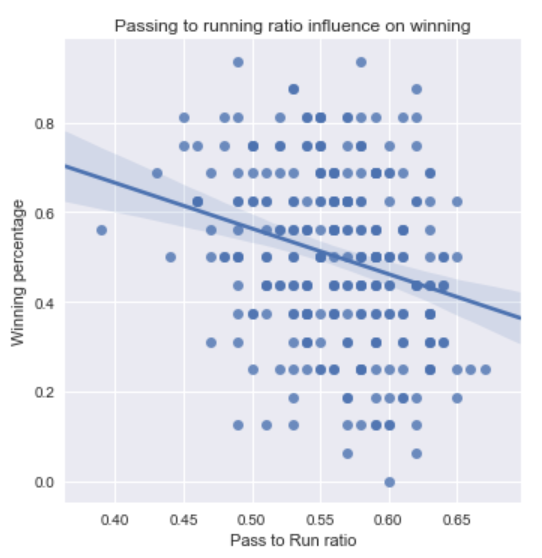 Passing to running ratio influence on winning
Winning percentage
0.8
0.6
0.4
0.2
0.0
0.40 0.45 0.50 0.55 0.60 0.65
Pass to Run ratio